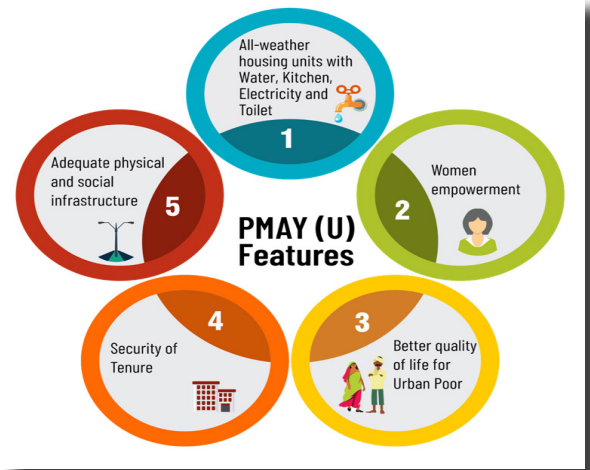 All-weather
housing units with
Water, Kitchen,
Electricity and
Toilet
1
Women
empowerment
2
Better quality
of life for
Urban Poor
3
Security of
Tenure
4
Adequate physical
and social
infrastructure
5
PMAY (U)
Features